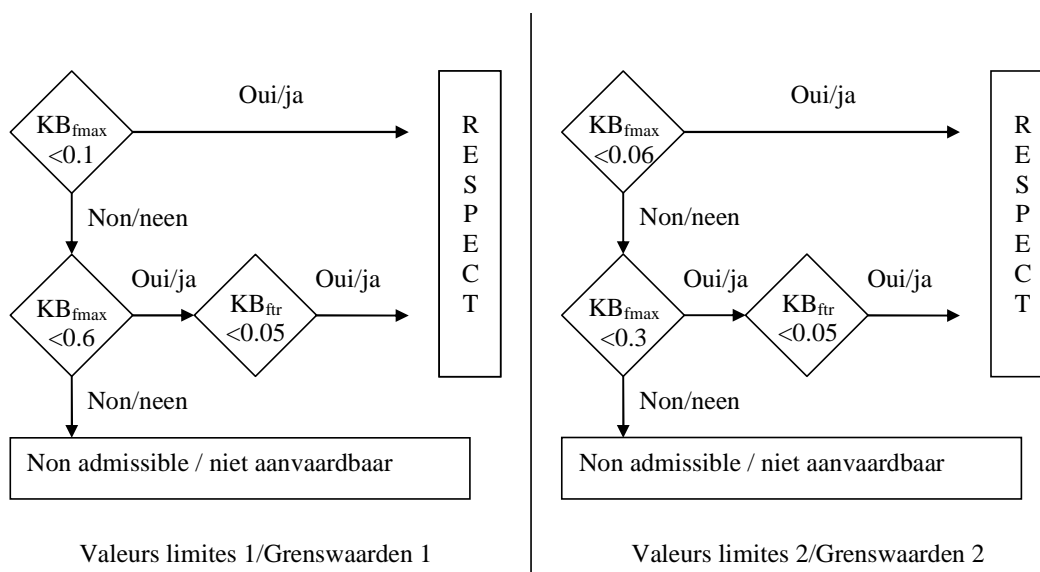 Oui/ja
KBfmax
<0.1
Non/neen
Oui/ja
Oui/ja
KBfmax
<0.6
KBftr
<0.05
Non/neen
R
E
S
P
E
C
T
Non admissible / niet aanvaardbaar
Valeurs limites 1/Grenswaarden 1
Oui/ja
KBfmax
<0.06
Non/neen
Oui/ja
Oui/ja
KBfmax
<0.3
KBftr
<0.05
Non/neen
R
E
S
P
E
C
T
Non admissible / niet aanvaardbaar
Valeurs limites 2/Grenswaarden 2